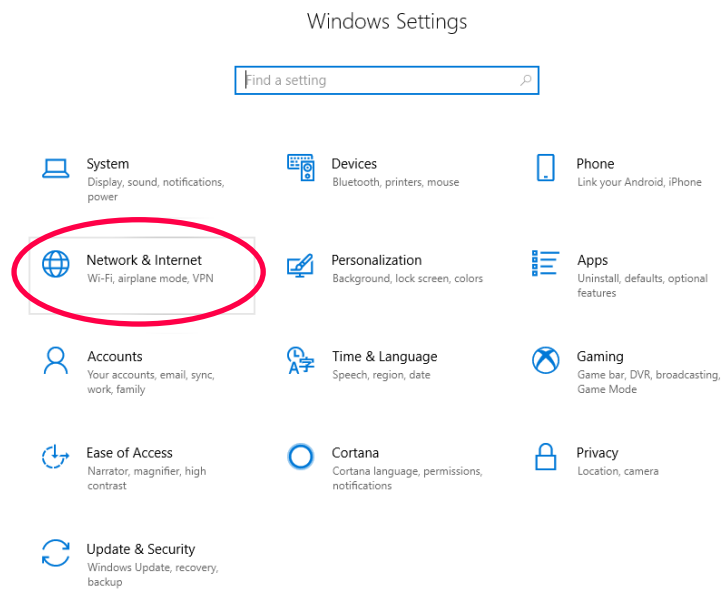 Windows Settings
Find a setting
System
Display, sound, notifications,
power
Devices
Bluetooth, printers, mouse
Phone
Link your Android, iPhone
Network & Internet
Wi-Fi, airplane mode, VPN
Personalization
Background, lock screen, colors
Apps
Uninstall, defaults, optional
features
Accounts
Your accounts, email, sync,
work, family
Time & Language
Speech, region, date
Gaming
Game bar, DVR, broadcasting,
Game Mode
Ease of Access
Narrator, magnifier, high
contrast
Cortana
Cortana language, permissions,
notifications
Privacy
Location, camera
Update & Security
Windows Update, recovery,
backup